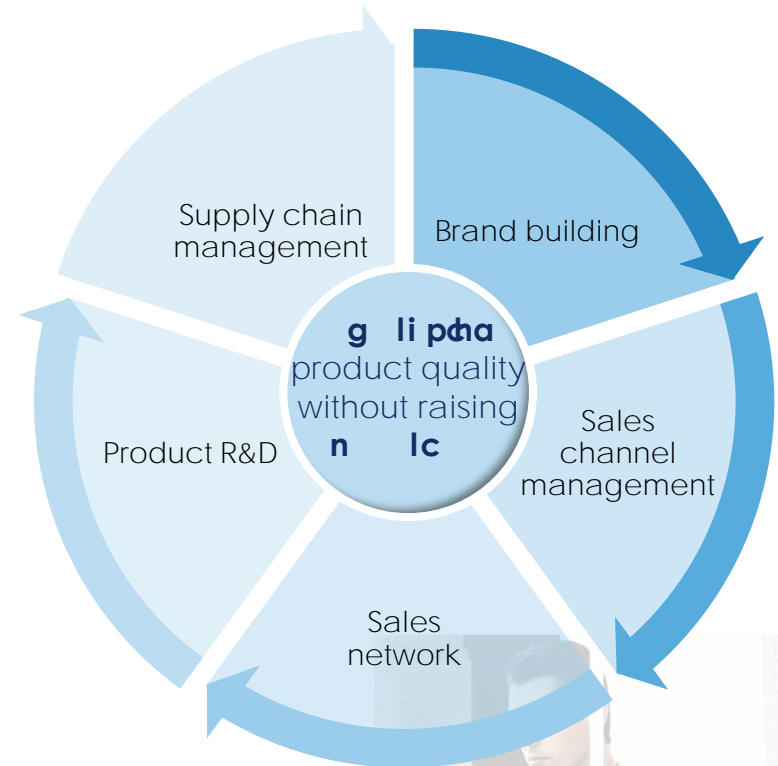 Supply chain
management
Brand building
product quality
without raising
Product R&D
Sales
channel
management
Sales
network